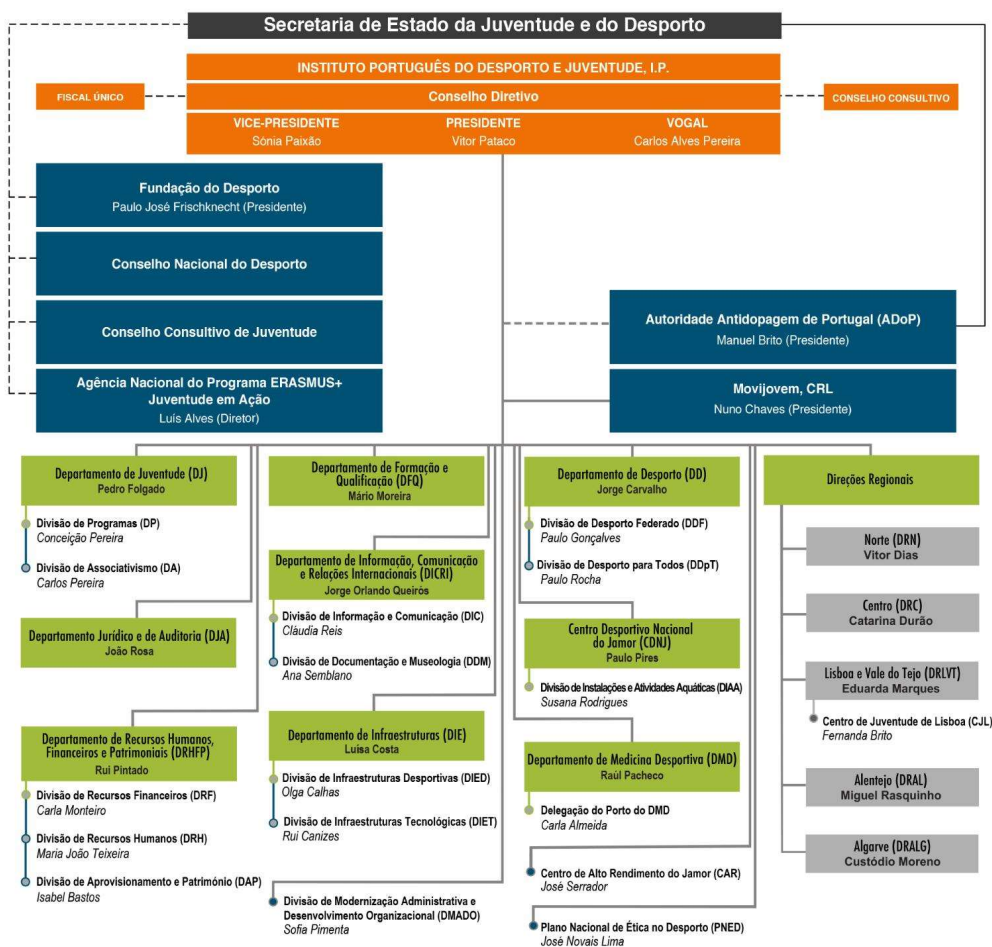 Secretaria de Estado da Juventude e do Desporto
INSTITUTO PORTUGUÊS DO DESPORTO E JUVENTUDE, I.P.
FISCAL ÚNICO
Conselho Diretivo
CONSELHO CONSULTIVO
VICE-PRESIDENTE
Sónia Paixão
PRESIDENTE
Vitor Pataco
VOGAL
Carlos Alves Pereira
Fundação do Desporto
Paulo José Frischknecht (Presidente)
Conselho Nacional do Desporto
Conselho Consultivo de Juventude
Agência Nacional do Programa ERASMUS+
Juventude em Ação
Luís Alves (Diretor)
Autoridade Antidopagem de Portugal (ADoP)
Manuel Brito (Presidente)
Movijovem, CRL
Nuno Chaves (Presidente)
Departamento de Juventude (DJ)
Pedro Folgado
Divisão de Programas (DP)
Conceição Pereira
Divisão de Associativismo (DA)
Carlos Pereira
Departamento Jurídico e de Auditoria (DJA)
João Rosa
Departamento de Recursos Humanos,
Financeiros e Patrimoniais (DRHFP)
Rui Pintado
Divisão de Recursos Financeiros (DRF)
Carla Monteiro
Divisão de Recursos Humanos (DRH)
Maria João Teixeira
Divisão de Aprovisionamento e Património (DAP)
Isabel Bastos
Departamento de Formação e
Qualificação (DFQ)
Mário Moreira
Departamento de Informação, Comunicação
e Relações Internacionais (DICRI)
Jorge Orlando Queirós
Divisão de Informação e Comunicação (DIC)
Cláudia Reis
Divisão de Documentação e Museologia (DDM)
Ana Semblano
Departamento de Infraestruturas (DIE)
Luísa Costa
Divisão de Infraestruturas Desportivas (DIED)
Olga Calhas
Divisão de Infraestruturas Tecnológicas (DIET)
Rui Canizes
Divisão de Modernização Administrativa e
Desenvolvimento Organizacional (DMADO)
Sofia Pimenta
Departamento de Desporto (DD)
Jorge Carvalho
Divisão de Desporto Federado (DDF)
Paulo Gonçalves
Divisão de Desporto para Todos (DDpT)
Paulo Rocha
Centro Desportivo Nacional
do Jamor (CDNJ)
Paulo Pires
Divisão de Instalações e Atividades Aquáticas (DIAA)
Susana Rodrigues
Departamento de Medicina Desportiva (DMD)
Raúl Pacheco
Delegação do Porto do DMD
Carla Almeida
Centro de Alto Rendimento do Jamor (CAR)
José Serrador
Plano Nacional de Ética no Desporto (PNED)
José Novais Lima
Direções Regionais
Norte (DRN)
Vitor Dias
Centro (DRC)
Catarina Durão
Lisboa e Vale do Tejo (DRLVT)
Eduarda Marques
Centro de Juventude de Lisboa (CJL)
Fernanda Brito
Alentejo (DRAL)
Miguel Rasquinho
Algarve (DRALG)
Custódio Moreno